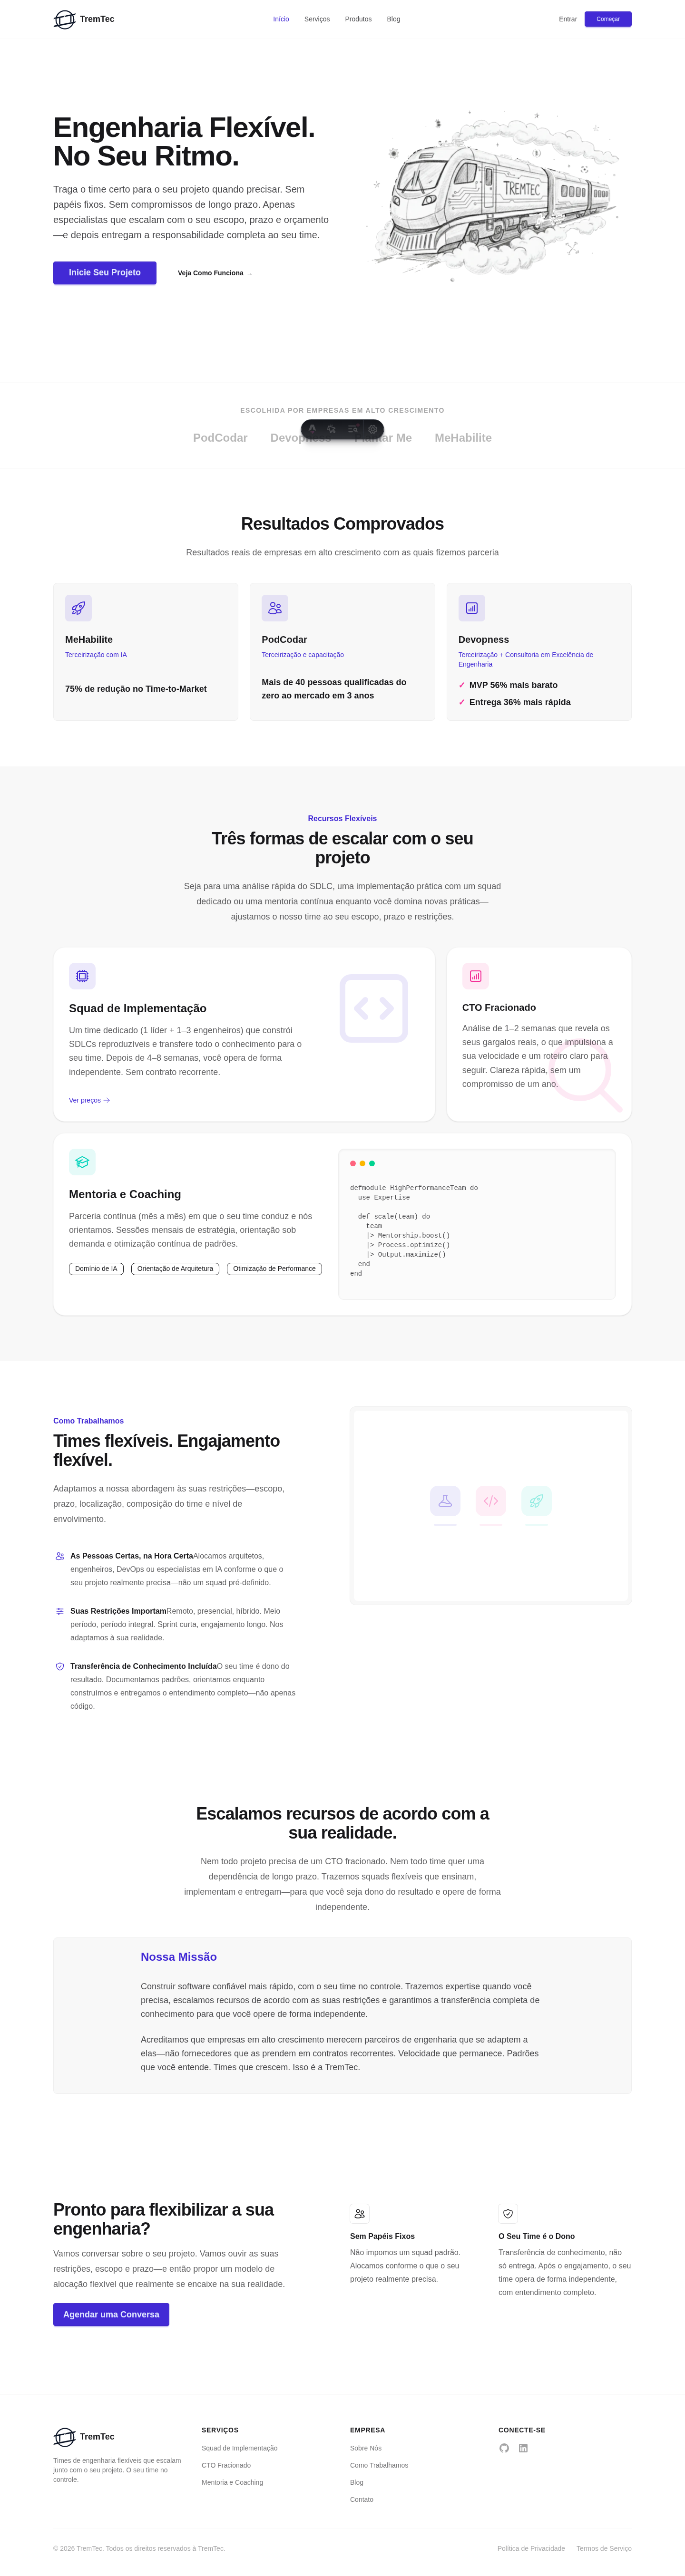 TremTec
Início
Serviços
Produtos
Blog
Entrar
Começar
Engenharia Flexível.
No Seu Ritmo.
Traga o time certo para o seu projeto quando precisar. Sem
papéis fixos. Sem compromissos de longo prazo. Apenas
especialistas que escalam com o seu escopo, prazo e orçamento
—e depois entregam a responsabilidade completa ao seu time.
TREMTEC
Inicie Seu Projeto
Veja Como Funciona →
ESCOLHIDA POR EMPRESAS EM ALTO CRESCIMENTO
PodCodar
Me
MeHabilite
Resultados Comprovados
Resultados reais de empresas em alto crescimento com as quais fizemos parceria
MeHabilite
Terceirização com IA
75% de redução no Time-to-Market
PodCodar
Terceirização e capacitação
Mais de 40 pessoas qualificadas do
zero ao mercado em 3 anos
Devopness
Terceirização + Consultoria em Excelência de
Engenharia
✓ MVP 56% mais barato
✓ Entrega 36% mais rápida
Recursos Flexíveis
Três formas de escalar com o seu
projeto
Seja para uma análise rápida do SDLC, uma implementação prática com um squad
dedicado ou uma mentoria contínua enquanto você domina novas práticas—
ajustamos o nosso time ao seu escopo, prazo e restrições.
Squad de Implementação
Um time dedicado (1 líder + 1–3 engenheiros) que constrói
SDLCs reproduzíveis e transfere todo o conhecimento para o
seu time. Depois de 4–8 semanas, você opera de forma
independente. Sem contrato recorrente.
Ver preços
CTO Fracionado
Análise de 1–2 semanas que revela os
seus gargalos reais, o que impulsiona a
sua velocidade e um roteiro claro para
seguir. Clareza rápida, sem um
compromisso de um ano.
Mentoria e Coaching
Parceria contínua (mês a mês) em que o seu time conduz e nós
orientamos. Sessões mensais de estratégia, orientação sob
demanda e otimização contínua de padrões.
Domínio de IA
Orientação de Arquitetura
Otimização de Performance
defmodule HighPerformanceTeam do
use Expertise
def scale(team) do
team
|> Mentorship.boost()
|> Process.optimize()
|> Output.maximize()
end
end
Como Trabalhamos
Times flexíveis. Engajamento
flexível.
Adaptamos a nossa abordagem às suas restrições—escopo,
prazo, localização, composição do time e nível de
envolvimento.
As Pessoas Certas, na Hora CertaAlocamos arquitetos,
engenheiros, DevOps ou especialistas em IA conforme o que o
seu projeto realmente precisa—não um squad pré-definido.
Suas Restrições ImportamRemoto, presencial, híbrido. Meio
período, período integral. Sprint curta, engajamento longo. Nos
adaptamos à sua realidade.
Transferência de Conhecimento IncluídaO seu time é dono do
resultado. Documentamos padrões, orientamos enquanto
construímos e entregamos o entendimento completo—não apenas
código.
Escalamos recursos de acordo com a
sua realidade.
Nem todo projeto precisa de um CTO fracionado. Nem todo time quer uma
dependência de longo prazo. Trazemos squads flexíveis que ensinam,
implementam e entregam—para que você seja dono do resultado e opere de forma
independente.
Nossa Missão
Construir software confiável mais rápido, com o seu time no controle. Trazemos expertise quando você
precisa, escalamos recursos de acordo com as suas restrições e garantimos a transferência completa de
conhecimento para que você opere de forma independente.
Acreditamos que empresas em alto crescimento merecem parceiros de engenharia que se adaptam a
elas—não fornecedores que as prendem em contratos recorrentes. Velocidade que permanece. Padrões
que você entende. Times que crescem. Isso é a TremTec.
Pronto para flexibilizar a sua
engenharia?
Vamos conversar sobre o seu projeto. Vamos ouvir as suas
restrições, escopo e prazo—e então propor um modelo de
alocação flexível que realmente se encaixe na sua realidade.
Agendar uma Conversa
Sem Papéis Fixos
Não impomos um squad padrão.
Alocamos conforme o que o seu
projeto realmente precisa.
O Seu Time é o Dono
Transferência de conhecimento, não
só entrega. Após o engajamento, o seu
time opera de forma independente,
com entendimento completo.
TremTec
Times de engenharia flexíveis que escalam
junto com o seu projeto. O seu time no
controle.
SERVIÇOS
Squad de Implementação
CTO Fracionado
Mentoria e Coaching
EMPRESA
Sobre Nós
Como Trabalhamos
Blog
Contato
CONECTE-SE
© 2026 TremTec. Todos os direitos reservados à TremTec.
Política de Privacidade
Termos de Serviço